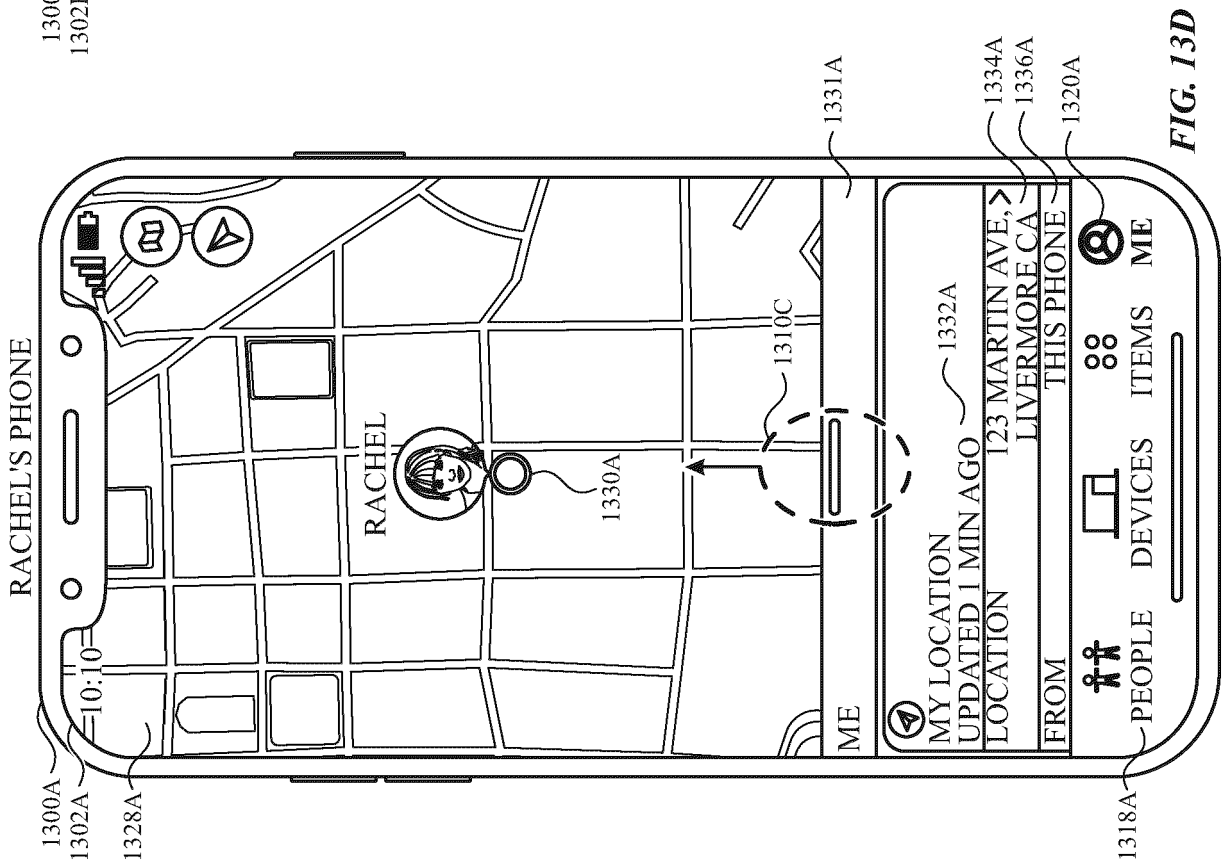 RACHEL'S PHONE
1300A
1302A
1328A
10:10
RACHEL
1330A
1310C
ME
1331A
MY LOCATION
UPDATED 1 MIN AGO
1332A
LOCATION
123 MARTIN AVE, >
LIVERMORE CA
1334A
FROM
THIS PHONE
1336A
1320A
1318A
PEOPLE DEVICES ITEMS ME
FIG. 13D